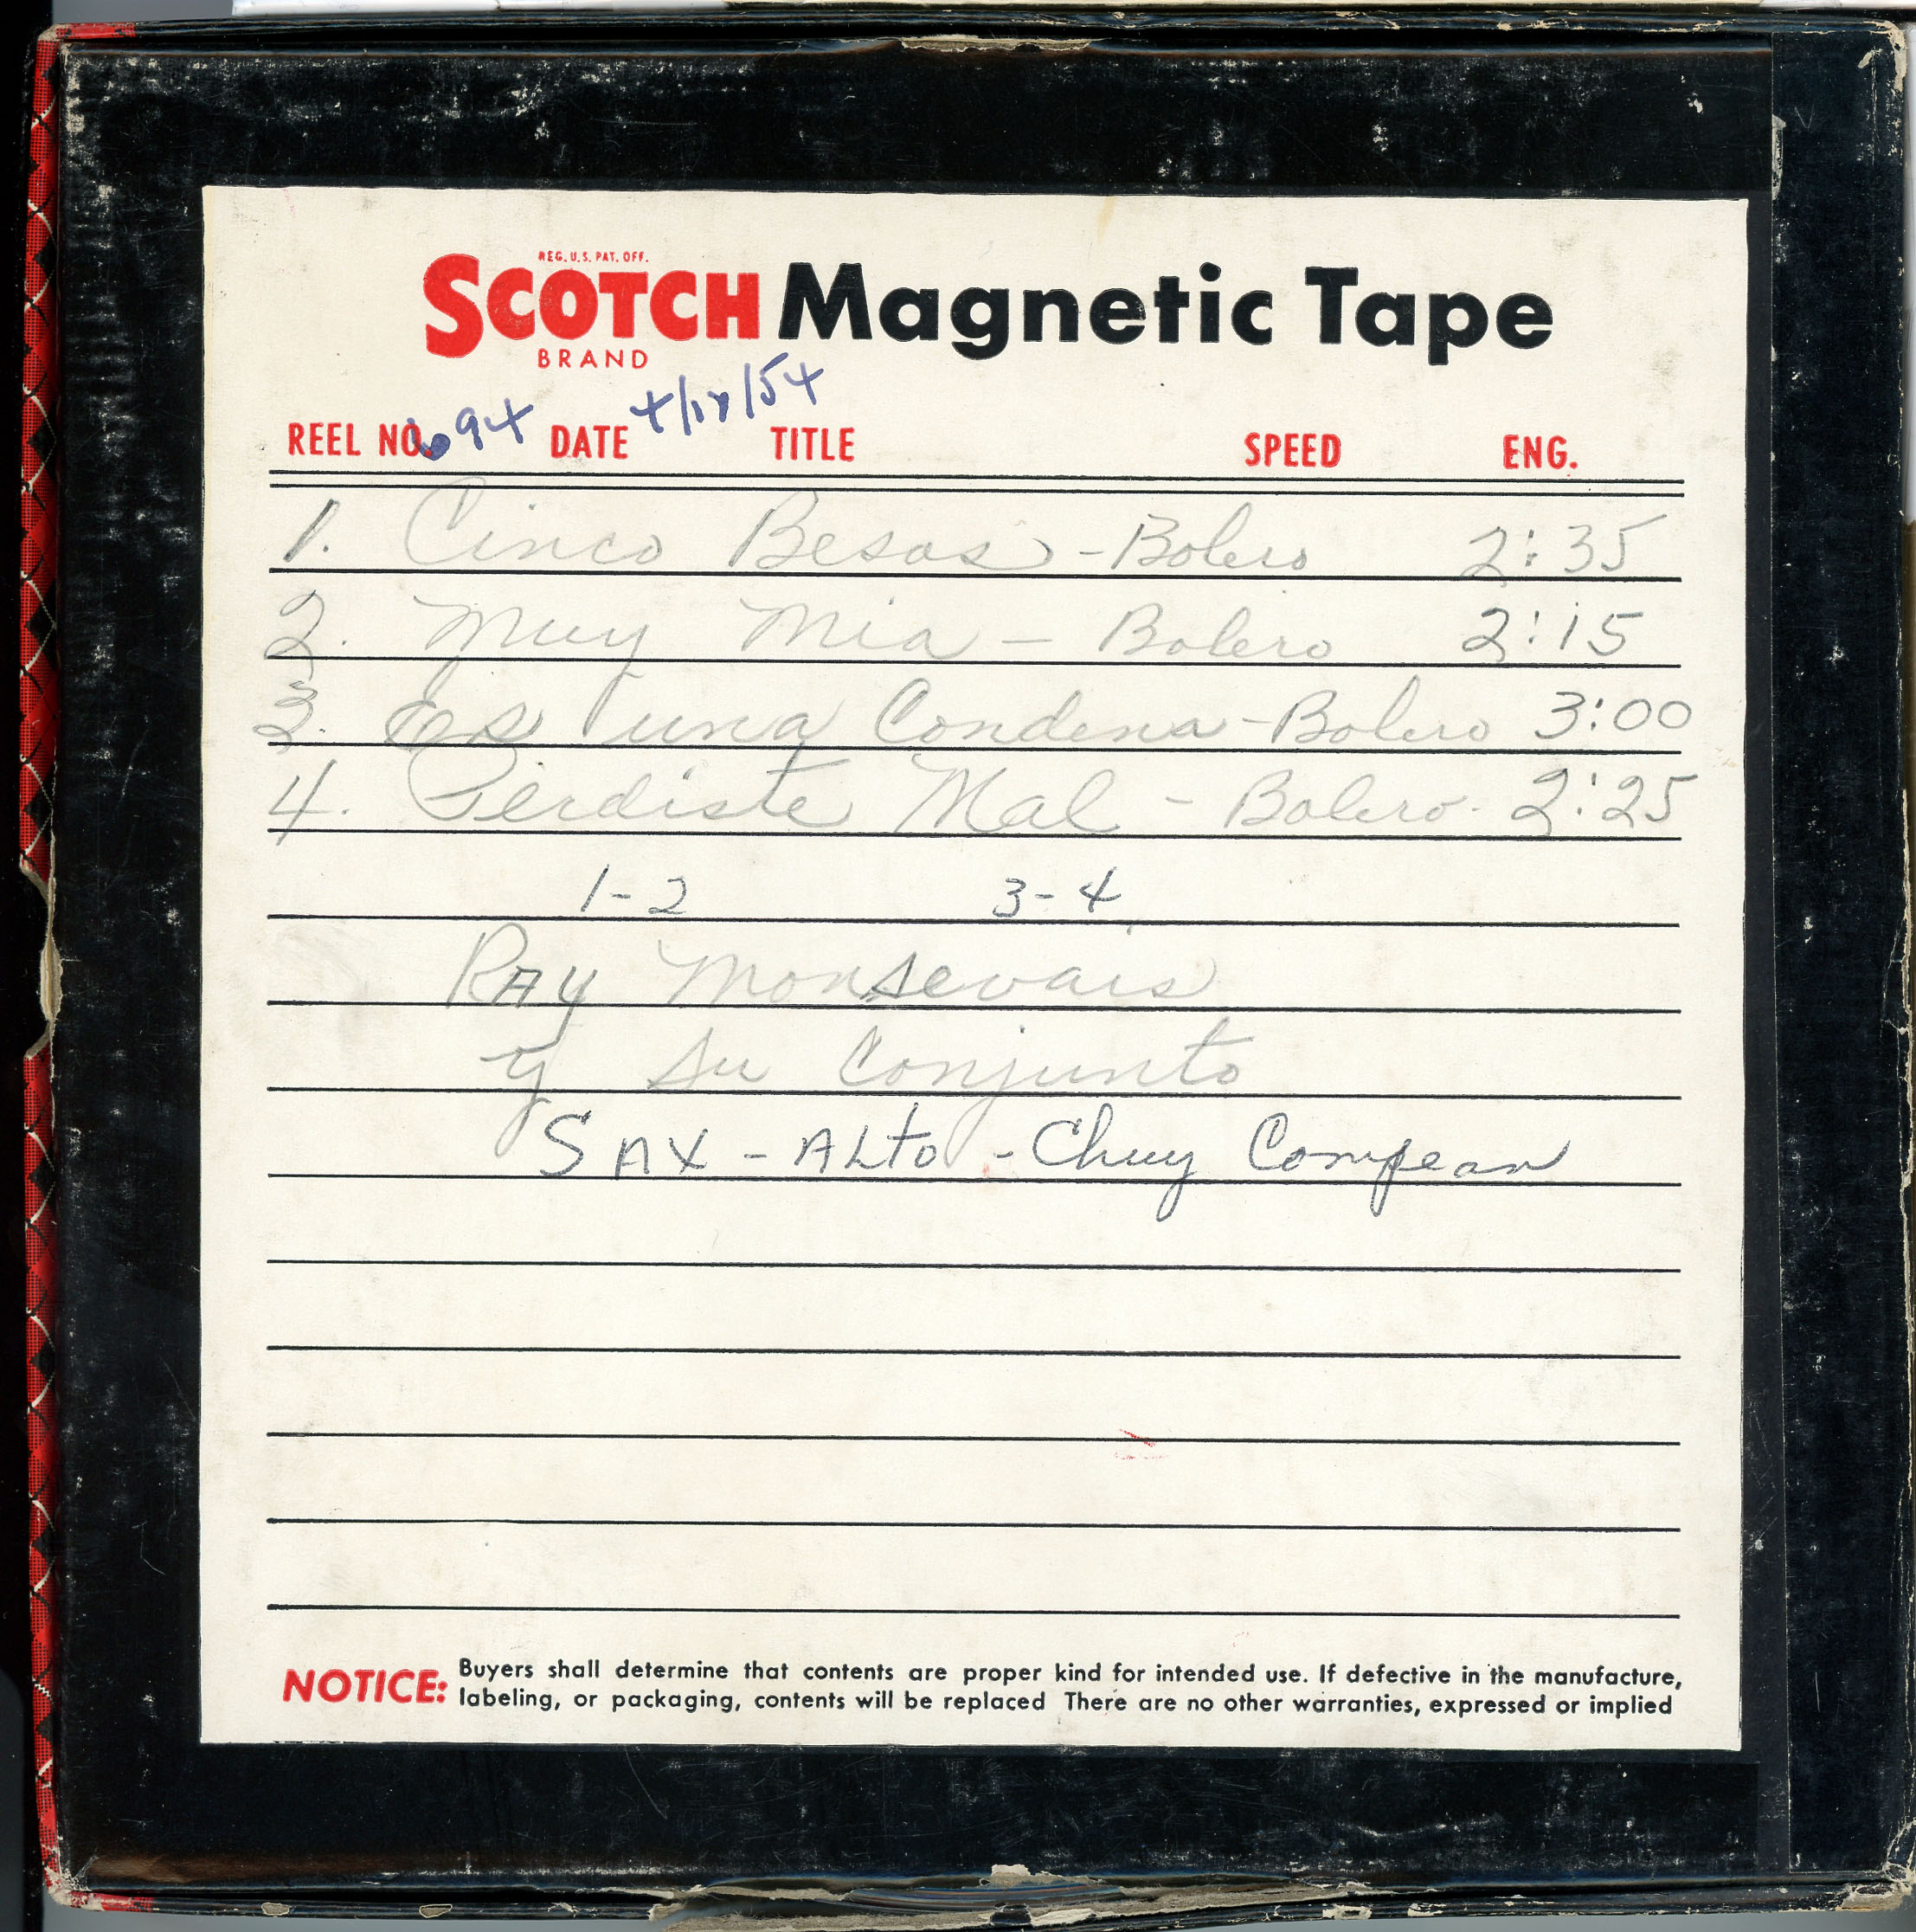 REG. U.S. PAT. OFF.
SCOTCH Magnetic Tape
BRAND
REEL NO. 694 DATE 4/18/54 TITLE SPEED ENG.
1. Cinco Besos - Bolero 2:35
2. Muy Mia - Bolero 2:15
3. Es una Condena - Bolero 3:00
4. Perdiste Mal - Bolero - 2:25
1-2 3-4
Ray Monsevais
y su Conjunto
SAX - ALto - Chuy Compean
NOTICE: Buyers shall determine that contents are proper kind for intended use. If defective in the manufacture,
labeling, or packaging, contents will be replaced There are no other warranties, expressed or implied